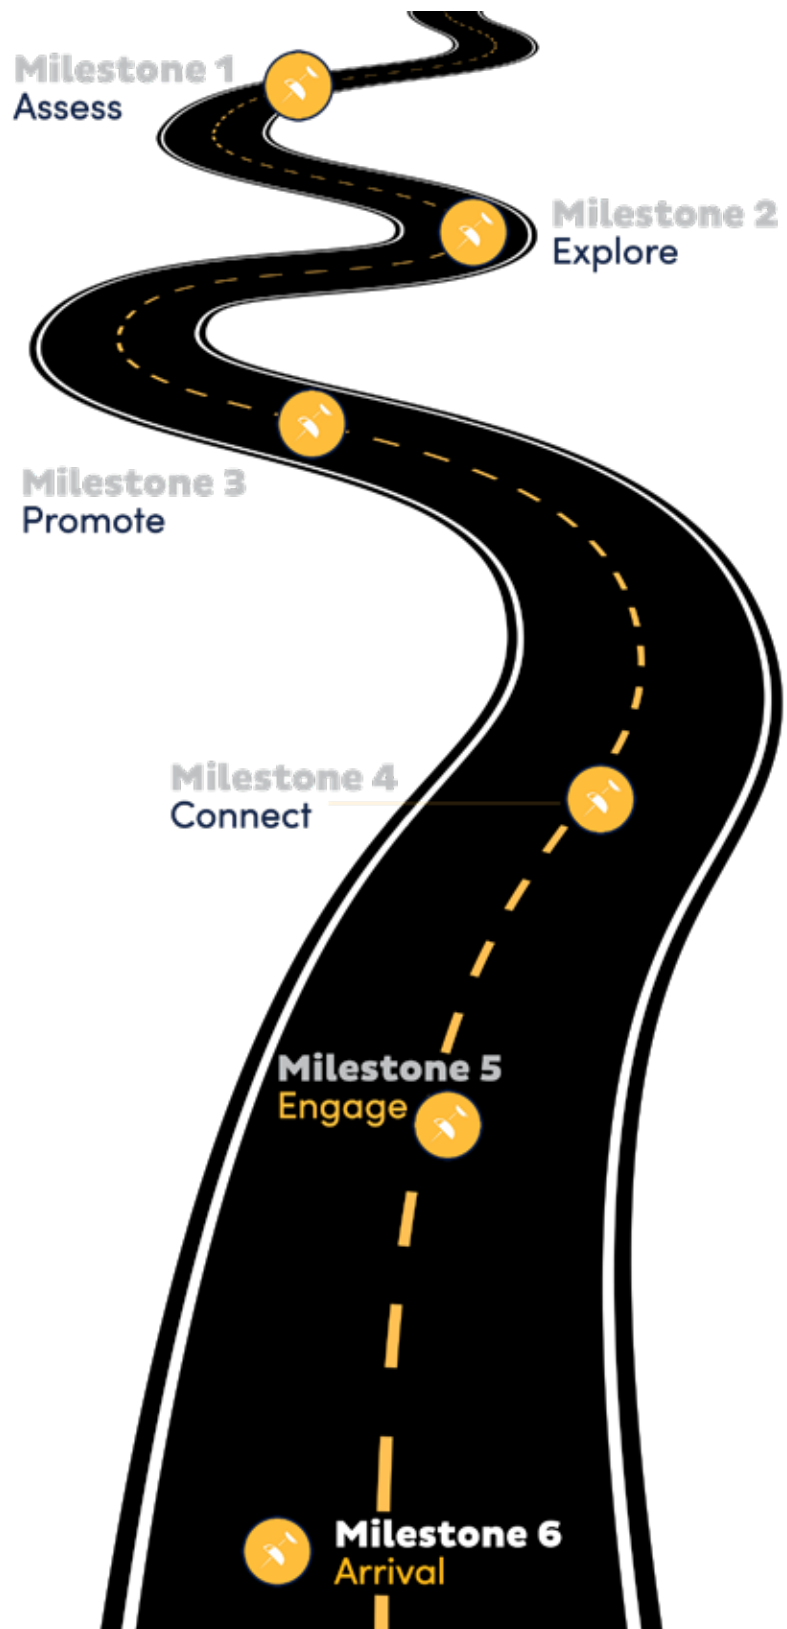 Milestone 1
Assess
Milestone 2
Explore
Milestone 3
Promote
Milestone 4
Connect
Milestone 5
Engage
Milestone 6
Arrival